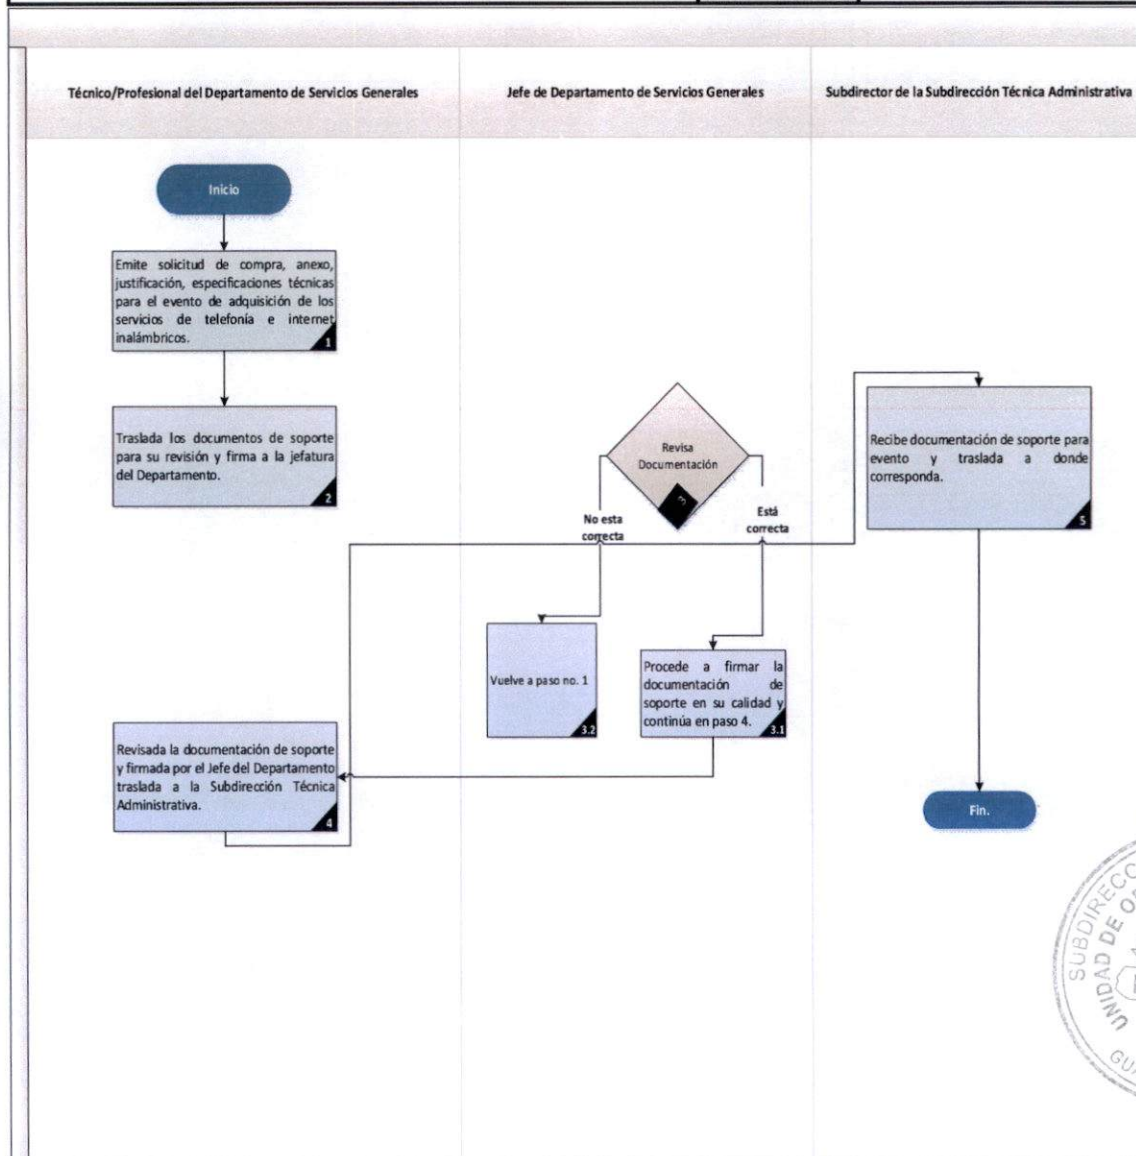 Técnico/Profesional del Departamento de Servicios Generales
Jefe de Departamento de Servicios Generales
Subdirector de la Subdirección Técnica Administrativa
Inicio
Emite solicitud de compra, anexo,
justificación, especificaciones técnicas
para el evento de adquisición de los
servicios de telefonía e internet
inalámbricos.
1
Traslada los documentos de soporte
para su revisión y firma a la jefatura
del Departamento.
2
Revisa
Documentación
3
No esta
correcta
Está
correcta
Vuelve a paso no. 1
3.2
Procede a firmar la
documentación de
soporte en su calidad y
continúa en paso 4.
3.1
Revisada la documentación de soporte
y firmada por el Jefe del Departamento
traslada a la Subdirección Técnica
Administrativa.
4
Recibe documentación de soporte para
evento y traslada a donde
corresponda.
5
Fin.
UNIDAD DE